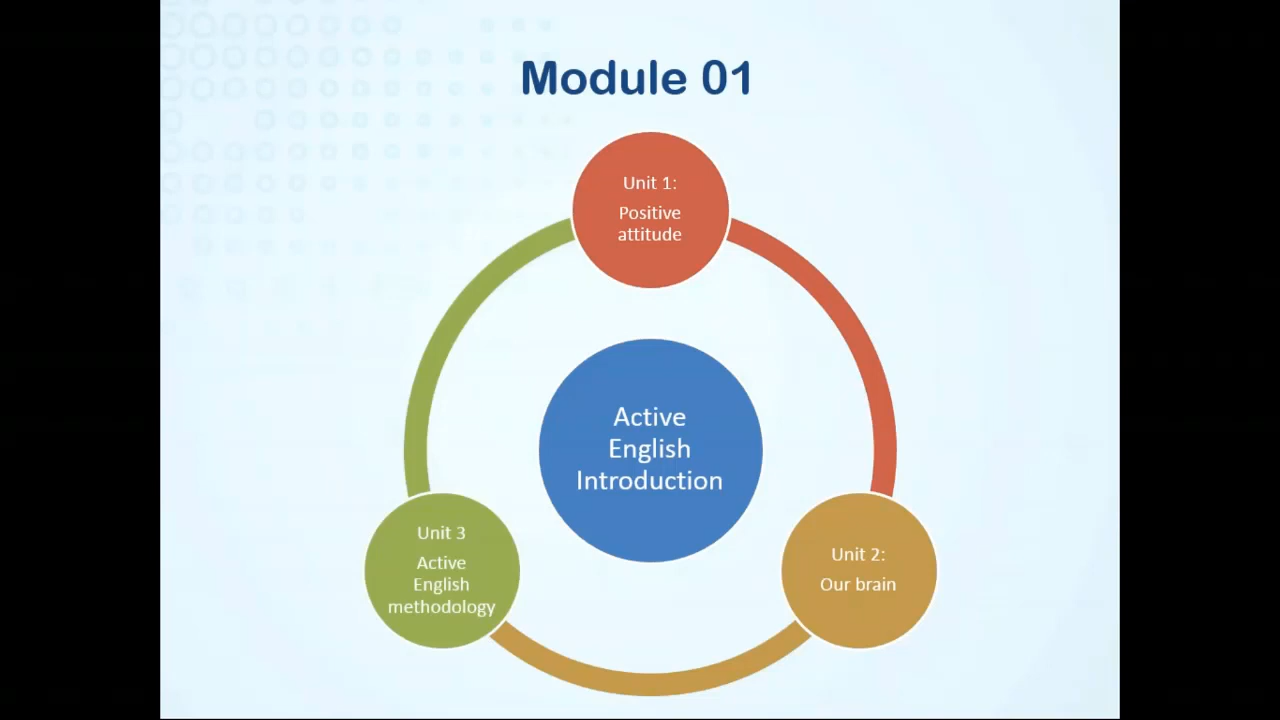 Module 01
Unit 1:
Positive
attitude
Active
English
Introduction
Unit 2:
Our brain
Unit 3
Active
English
methodology